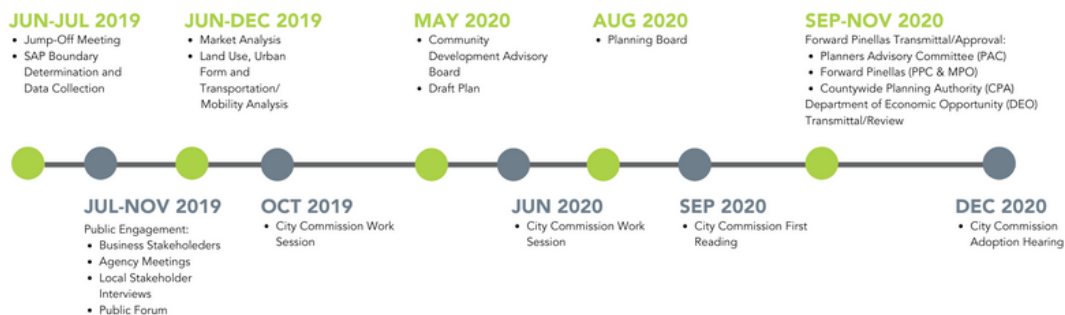 JUN-JUL 2019
• Jump-Off Meeting
• SAP Boundary
Determination and
Data Collection
JUN-DEC 2019
• Market Analysis
• Land Use, Urban
Form and
Transportation/
Mobility Analysis
MAY 2020
• Community
Development Advisory
Board
• Draft Plan
AUG 2020
• Planning Board
SEP-NOV 2020
Forward Pinellas Transmittal/Approval:
• Planners Advisory Committee (PAC)
• Forward Pinellas (PPC & MPO)
• Countywide Planning Authority (CPA)
Department of Economic Opportunity (DEO)
Transmittal/Review
JUL-NOV 2019
Public Engagement:
• Business Stakeholeders
• Agency Meetings
• Local Stakeholder
Interviews
• Public Forum
OCT 2019
• City Commission Work
Session
JUN 2020
• City Commission Work
Session
SEP 2020
• City Commission First
Reading
DEC 2020
• City Commission
Adoption Hearing